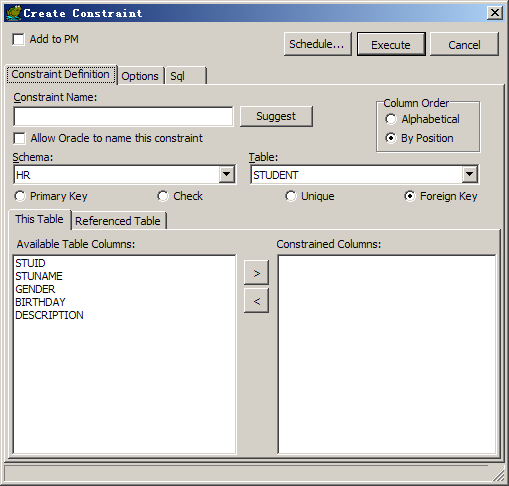 Create Constraint
Add to PM
Schedule...
Execute
Cancel
Constraint Definition
Options
Sql
Constraint Name:
Suggest
Allow Oracle to name this constraint
Column Order
Alphabetical
By Position
Schema:
HR
Table:
STUDENT
Primary Key
Check
Unique
Foreign Key
This Table
Referenced Table
Available Table Columns:
STUID
STUNAME
GENDER
BIRTHDAY
DESCRIPTION
>
<
Constrained Columns: